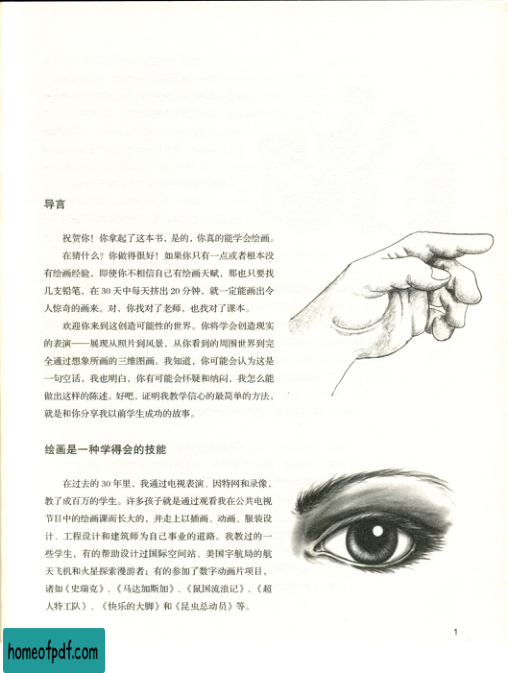 导言
祝贺你！你拿起了这本书，是的，你真的能学会绘画。
在猜什么？你做得很好！如果你只有一点或者根本没
有绘画经验，即使你不相信自己有绘画天赋，那也只要找
几支铅笔，在 30 天中每天挤出 20 分钟，就一定能画出令
人惊奇的画来。对，你找对了老师，也找对了课本。
欢迎你来到这创造可能性的世界。你将学会创造现实
的表演——展现从照片到风景，从你看到的周围世界到完
全通过想象所画的三维图画。我知道，你可能会认为这是
一句空话，我也明白，你有可能会怀疑和纳闷，我怎么能
做出这样的陈述。好吧，证明我教学信心的最简单的方法，
就是和你分享我以前学生成功的故事。
绘画是一种学得会的技能
在过去的 30 年里，我通过电视表演、因特网和录像，
教了成百万的学生。许多孩子就是通过观看我在公共电视
节目中的绘画课而长大的，并走上以插画、动画、服装设
计、工程设计和建筑师为自己事业的道路。我教过的一
些学生，有的帮助设计过国际空间站、美国宇航局的航
天飞机和火星探索漫游者；有的参加了数字动画片项目，
诸如《史瑞克》、《马达加斯加》、《鼠国流浪记》、《超
人特工队》、《快乐的大脚》和《昆虫总动员》等。
1
homeofpdf.com